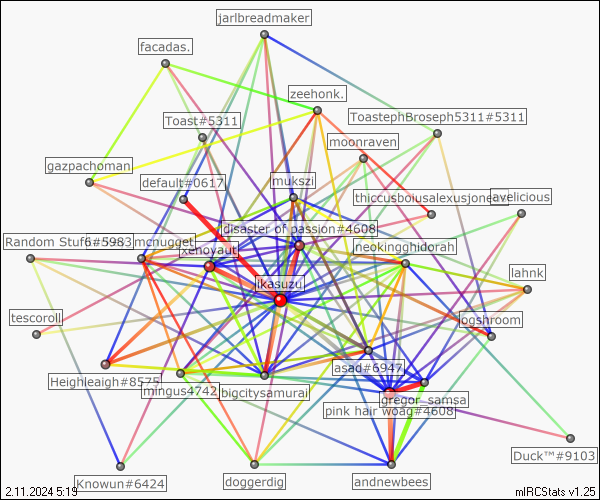 jarlbreadmaker
facadas.
zeehonk.
Toast#5311
ToastephBroseph5311#5311
moonraven
gazpachoman
default#0617
mukszi
thiccusboiusalexusjones
avelicious
disaster of passion#4608
Random Stuff#5983
mcnugget
xenoyaut
neokingghidorah
ikasuzu
lahnk
ogshroom
tescoroll
asad#6947
Heighleaigh#8575
mingus4742
bigcitysamurai
gregor_samsa
pink hair woag#4608
Duck™#9103
Knowun#6424
doggerdig
andnewbees
2.11.2024 5:19
mIRCStats v1.25